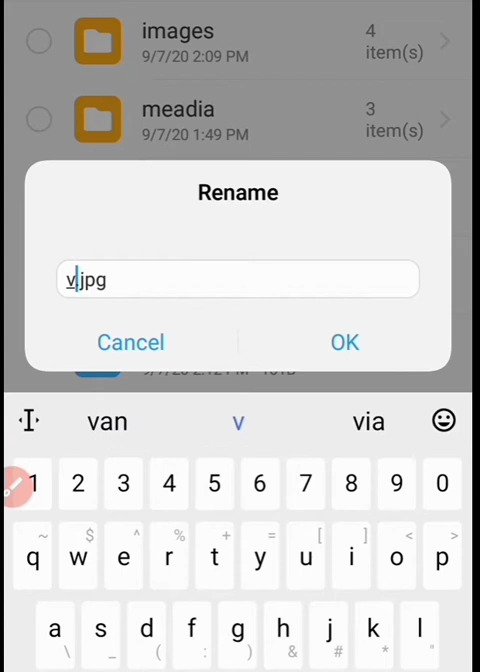 images
4
item(s)
9/7/20 2:09 PM
meadia
3
item(s)
9/7/20 1:49 PM
Rename
v.jpg
Cancel
OK
van
v
via
1 2 3 4 5 6 7 8 9 0
~ $ ^ % + = [ ] < >
q w e r t y u i o p
a s d f g h j k l
\ _ ( : ) & # * "